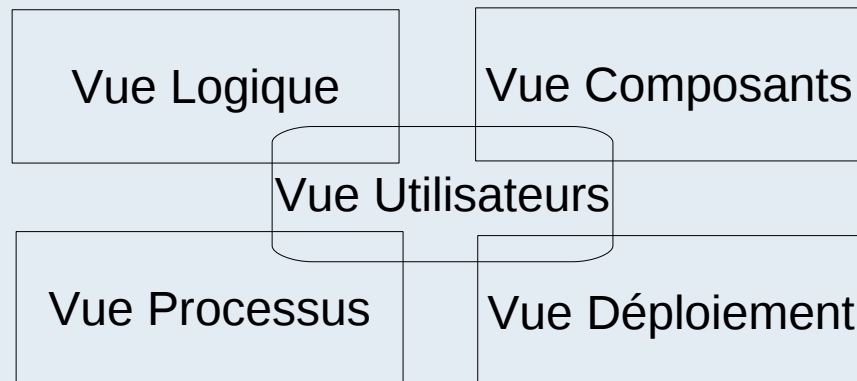 Vue Logique
Vue Composants
Vue Utilisateurs
Vue Processus
Vue Déploiement